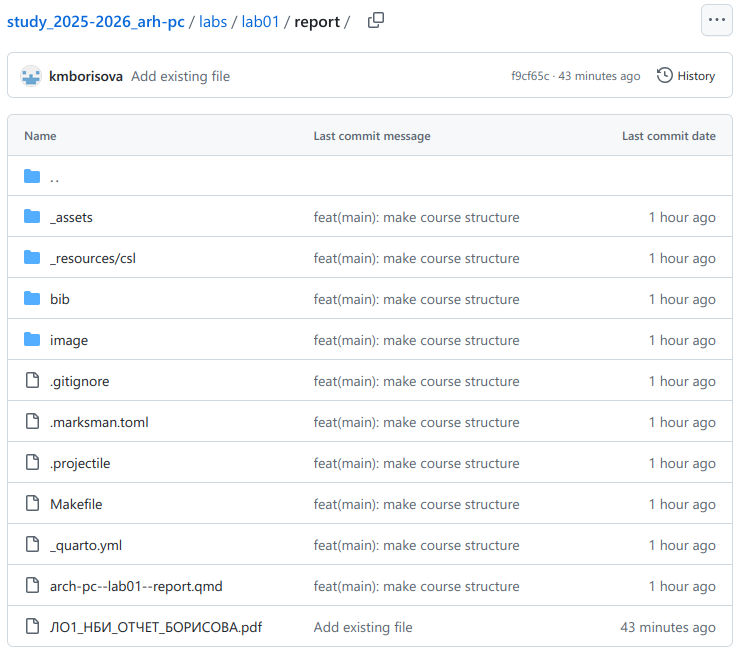 study_2025-2026_arh-pc / labs / lab01 / report /
kmborisova Add existing file f9cf65c · 43 minutes ago History
Name Last commit message Last commit date
..
_assets feat(main): make course structure 1 hour ago
_resources/csl feat(main): make course structure 1 hour ago
bib feat(main): make course structure 1 hour ago
image feat(main): make course structure 1 hour ago
.gitignore feat(main): make course structure 1 hour ago
.marksman.toml feat(main): make course structure 1 hour ago
.projectile feat(main): make course structure 1 hour ago
Makefile feat(main): make course structure 1 hour ago
_quarto.yml feat(main): make course structure 1 hour ago
arch-pc--lab01--report.qmd feat(main): make course structure 1 hour ago
ЛО1_НБИ_ОТЧЕТ_БОРИСОВА.pdf Add existing file 43 minutes ago